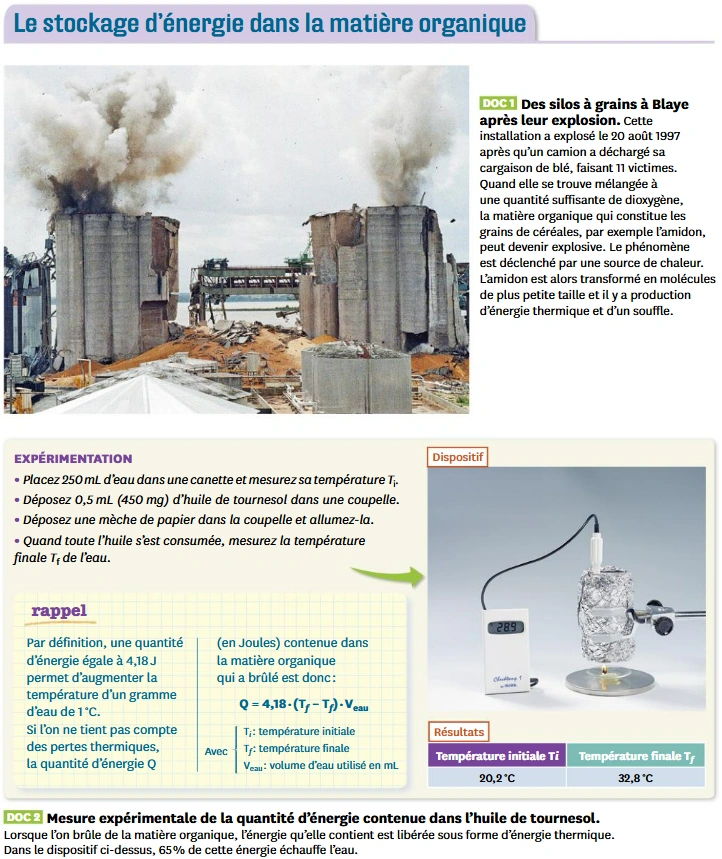 Le stockage d'énergie dans la matière organique
DOC 1 Des silos à grains à Blaye
après leur explosion. Cette
installation a explosé le 20 août 1997
après qu'un camion a déchargé sa
cargaison de blé, faisant 11 victimes.
Quand elle se trouve mélangée à
une quantité suffisante de dioxygène,
la matière organique qui constitue les
grains de céréales, par exemple l'amidon,
peut devenir explosive. Le phénomène
est déclenché par une source de chaleur.
L'amidon est alors transformé en molécules
de plus petite taille et il y a production
d'énergie thermique et d'un souffle.
EXPÉRIMENTATION
• Placez 250 mL d'eau dans une canette et mesurez sa température Ti.
• Déposez 0,5 mL (450 mg) d'huile de tournesol dans une coupelle.
• Déposez une mèche de papier dans la coupelle et allumez-la.
• Quand toute l'huile s'est consumée, mesurez la température
finale Tf de l'eau.
rappel
Par définition, une quantité
d'énergie égale à 4,18 J
permet d'augmenter la
température d'un gramme
d'eau de 1 °C.
Si l'on ne tient pas compte
des pertes thermiques,
la quantité d'énergie Q
(en Joules) contenue dans
la matière organique
qui a brûlé est donc :
Q = 4,18 · (Tf – Tf) · Veau
Avec
Ti : température initiale
Tf : température finale
Veau : volume d'eau utilisé en mL
Dispositif
28.9
Checktemp 1
Résultats
Température initiale Ti Température finale Tf
20,2 °C 32,8 °C
DOC 2 Mesure expérimentale de la quantité d'énergie contenue dans l'huile de tournesol.
Lorsque l'on brûle de la matière organique, l'énergie qu'elle contient est libérée sous forme d'énergie thermique.
Dans le dispositif ci-dessus, 65 % de cette énergie échauffe l'eau.